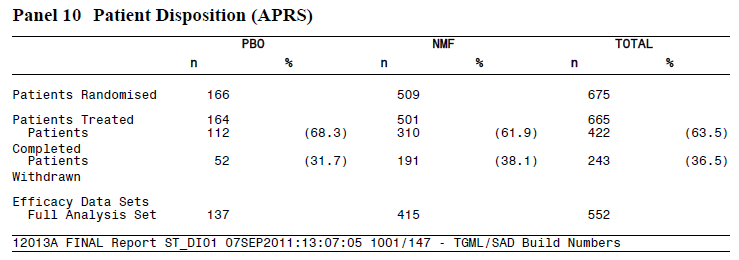 Panel 10 Patient Disposition (APRS)
PBO NMF TOTAL
n % n % n %
Patients Randomised 166 509 675
Patients Treated 164 501 665
Patients 112 (68.3) 310 (61.9) 422 (63.5)
Completed
Patients 52 (31.7) 191 (38.1) 243 (36.5)
Withdrawn
Efficacy Data Sets
Full Analysis Set 137 415 552
12013A FINAL Report ST_DI01 07SEP2011:13:07:05 1001/147 - TGML/SAD Build Numbers